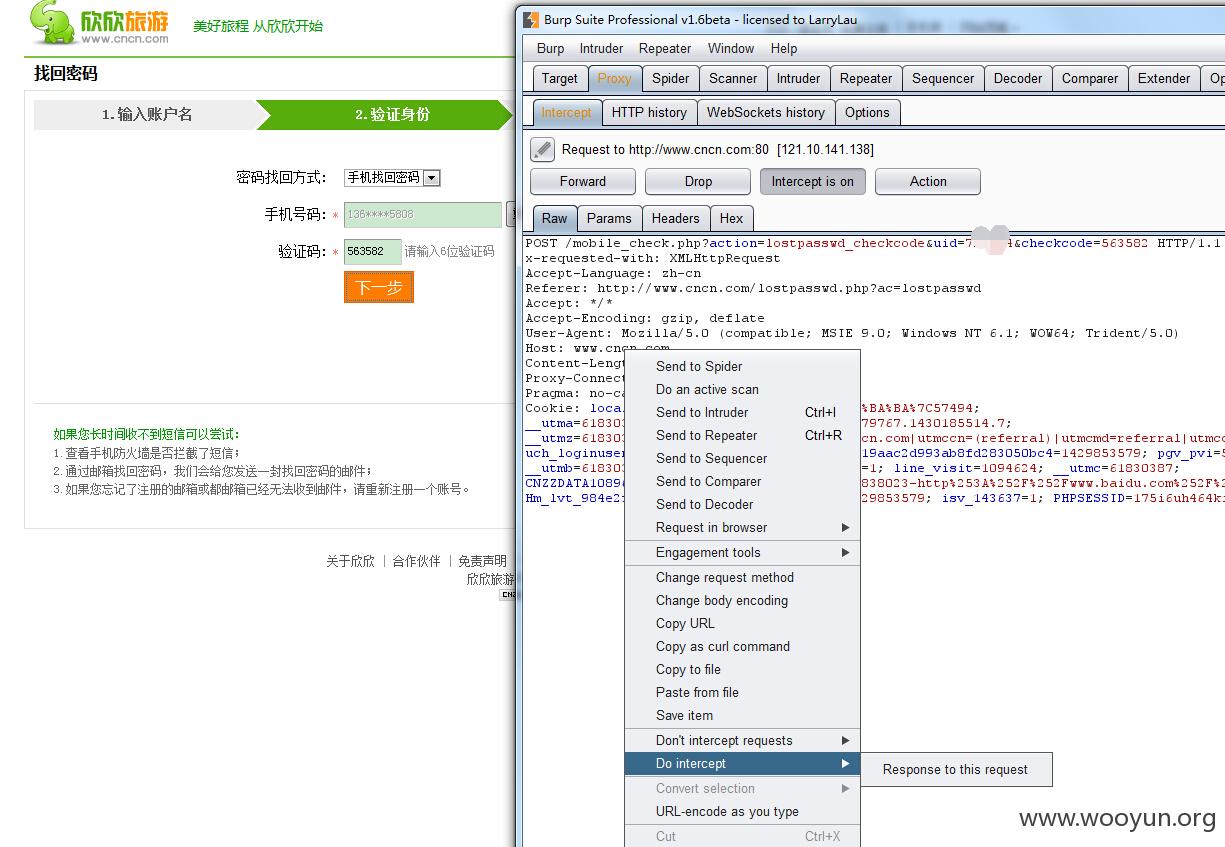 欣欣旅游
www.cncn.com
美好旅程 从欣欣开始
找回密码
1.输入账户名
2.验证身份
密码找回方式：
手机找回密码
手机号码：
* 136****5808
验证码：
* 563582
请输入6位验证码
下一步
如果您长时间收不到短信可以尝试：
1.查看手机防火墙是否拦截了短信；
2.通过邮箱找回密码，我们会给您发送一封找回密码的邮件；
3.如果您忘记了注册的邮箱或都邮箱已经无法收到邮件，请重新注册一个账号。
关于欣欣 | 合作伙伴 | 免责声明
欣欣旅游
Burp Suite Professional v1.6beta - licensed to LarryLau
Burp Intruder Repeater Window Help
Target Proxy Spider Scanner Intruder Repeater Sequencer Decoder Comparer Extender
Intercept HTTP history WebSockets history Options
Request to http://www.cncn.com:80 [121.10.141.138]
Forward Drop Intercept is on Action
Raw Params Headers Hex
POST /mobile_check.php?action=lostpasswd_checkcode&uid=7 &checkcode=563582 HTTP/1.1
x-requested-with: XMLHttpRequest
Accept-Language: zh-cn
Referer: http://www.cncn.com/lostpasswd.php?ac=lostpasswd
Accept: */*
Accept-Encoding: gzip, deflate
User-Agent: Mozilla/5.0 (compatible; MSIE 9.0; Windows NT 6.1; WOW64; Trident/5.0)
Host: www.cncn.com
Content-Leng
Proxy-Connect
Pragma: no-ca
Cookie: loca %BA%BA%7C57494;
__utma=61830 79767.1430185514.7;
__utmz=61830 cn.com|utmccn=(referral)|utmcmd=referral|utmcc
uch_loginuser 19aac2d993ab8fd283050bc4=1429853579; pgv_pvi=5
__utmb=61830 =1; line_visit=1094624; __utmc=61830387;
CNZZDATA1089 838023-http%253A%252F%252Fwww.baidu.com%252F%2
Hm_lvt_984e2 29853579; isv_143637=1; PHPSESSID=175i6uh464k
Send to Spider
Do an active scan
Send to Intruder Ctrl+I
Send to Repeater Ctrl+R
Send to Sequencer
Send to Comparer
Send to Decoder
Request in browser
Engagement tools
Change request method
Change body encoding
Copy URL
Copy as curl command
Copy to file
Paste from file
Save item
Don't intercept requests
Do intercept
Response to this request
Convert selection
URL-encode as you type
Cut Ctrl+X
www.wooyun.org